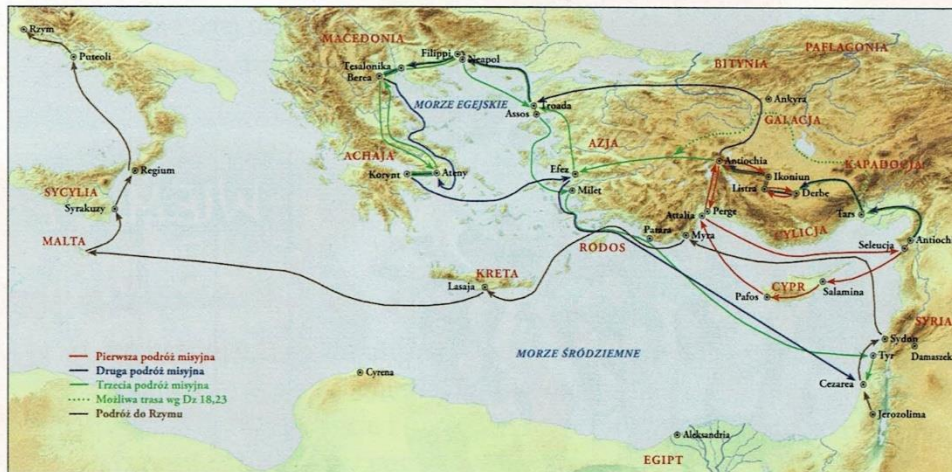 Rzym
Puteoli
Regium
SYCYLIA
Syrakuzy
MALTA
MACEDONIA
Filippi
Neapol
Tesalonika
Berea
MORZE EGEJSKIE
Troada
Assos
ACHAJA
Korynt
Ateny
AZJA
Efez
Milet
BITYNIA
PAFLAGONIA
Ankyra
GALACJA
KAPADOCJA
Antiochia
Ikoniun
Listra
Derbe
Tars
Attalia
Perge
CYLICJA
Antioch
Seleucja
Patara
Myra
RODOS
KRETA
Lasaja
CYPR
Salamina
Pafos
SYRIA
Sydon
Damaszek
Tyr
Cezarea
Jerozolima
MORZE ŚRÓDZIEMNE
Cyrena
Aleksandria
EGIPT
Pierwsza podróż misyjna
Druga podróż misyjna
Trzecia podróż misyjna
Możliwa trasa wg Dz 18,23
Podróż do Rzymu